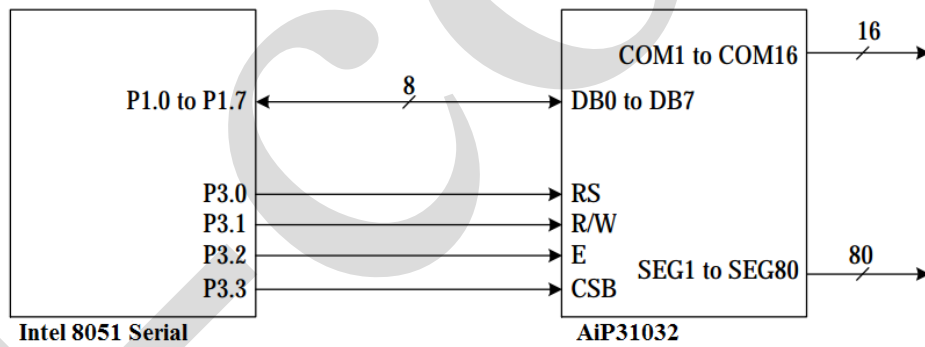 16
COM1 to COM16
8
P1.0 to P1.7
DB0 to DB7
P3.0
RS
P3.1
R/W
P3.2
E
80
SEG1 to SEG80
P3.3
CSB
Intel 8051 Serial
AiP31032